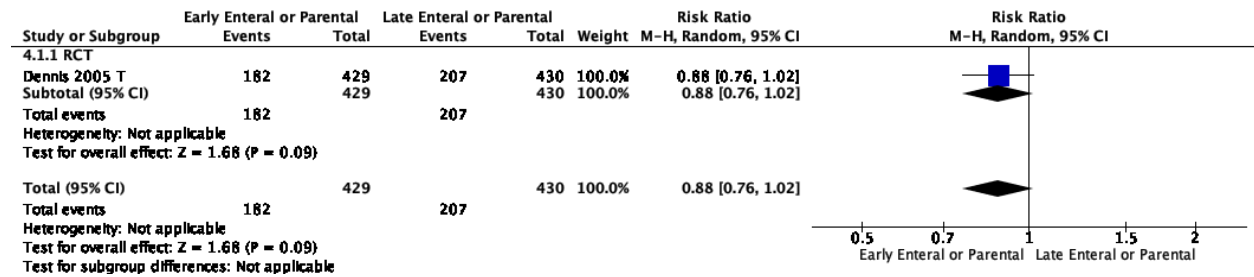 Early Enteral or Parental Late Enteral or Parental Risk Ratio Risk Ratio
Study or Subgroup Events Total Events Total Weight M-H, Random, 95% CI M-H, Random, 95% CI
4.1.1 RCT
Dennis 2005 T 182 429 207 430 100.0% 0.88 [0.76, 1.02]
Subtotal (95% CI) 429 430 100.0% 0.88 [0.76, 1.02]
Total events 182 207
Heterogeneity: Not applicable
Test for overall effect: Z = 1.68 (P = 0.09)
Total (95% CI) 429 430 100.0% 0.88 [0.76, 1.02]
Total events 182 207
Heterogeneity: Not applicable
Test for overall effect: Z = 1.68 (P = 0.09)
Test for subgroup differences: Not applicable
0.5 0.7 1 1.5 2
Early Enteral or Parental Late Enteral or Parental